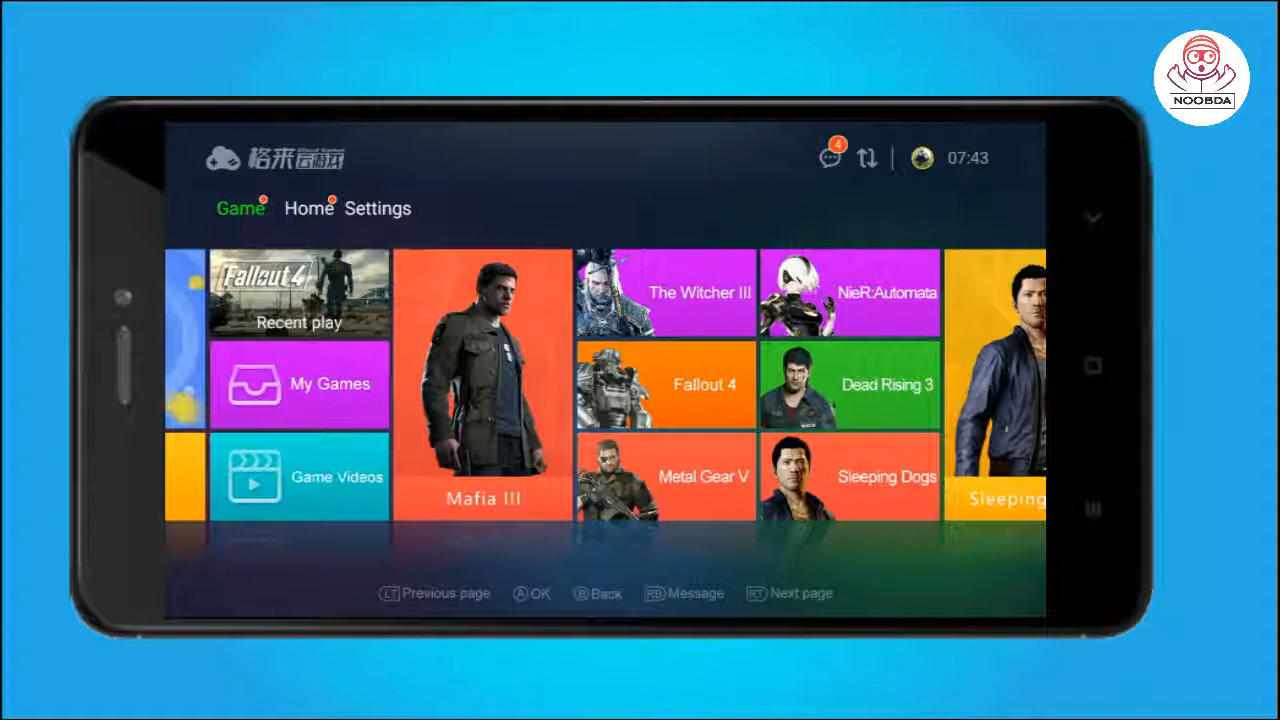 NOOBDA
格来云游戏
Cloud Games
4
07:43
Game Home Settings
Fallout 4
Recent play
My Games
Game Videos
Mafia III
The Witcher III
NieR:Automata
Fallout 4
Dead Rising 3
Metal Gear V
Sleeping Dogs
Sleeping
LT Previous page A OK B Back RB Message RT Next page